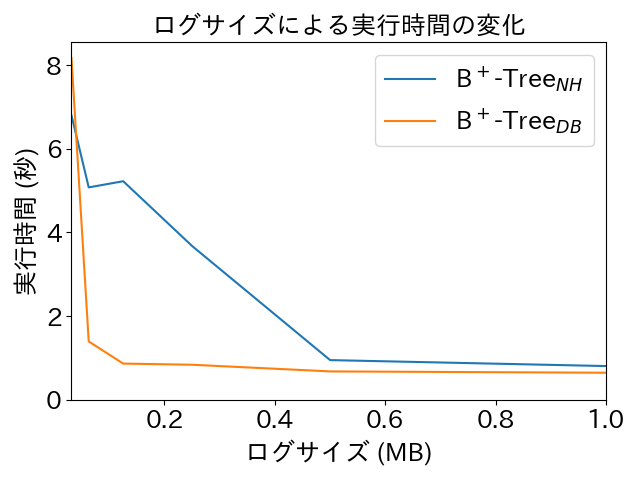 ログサイズによる実行時間の変化
B⁺-Tree_NH
B⁺-Tree_DB
実行時間 (秒)
8
6
4
2
0
0.2 0.4 0.6 0.8 1.0
ログサイズ (MB)